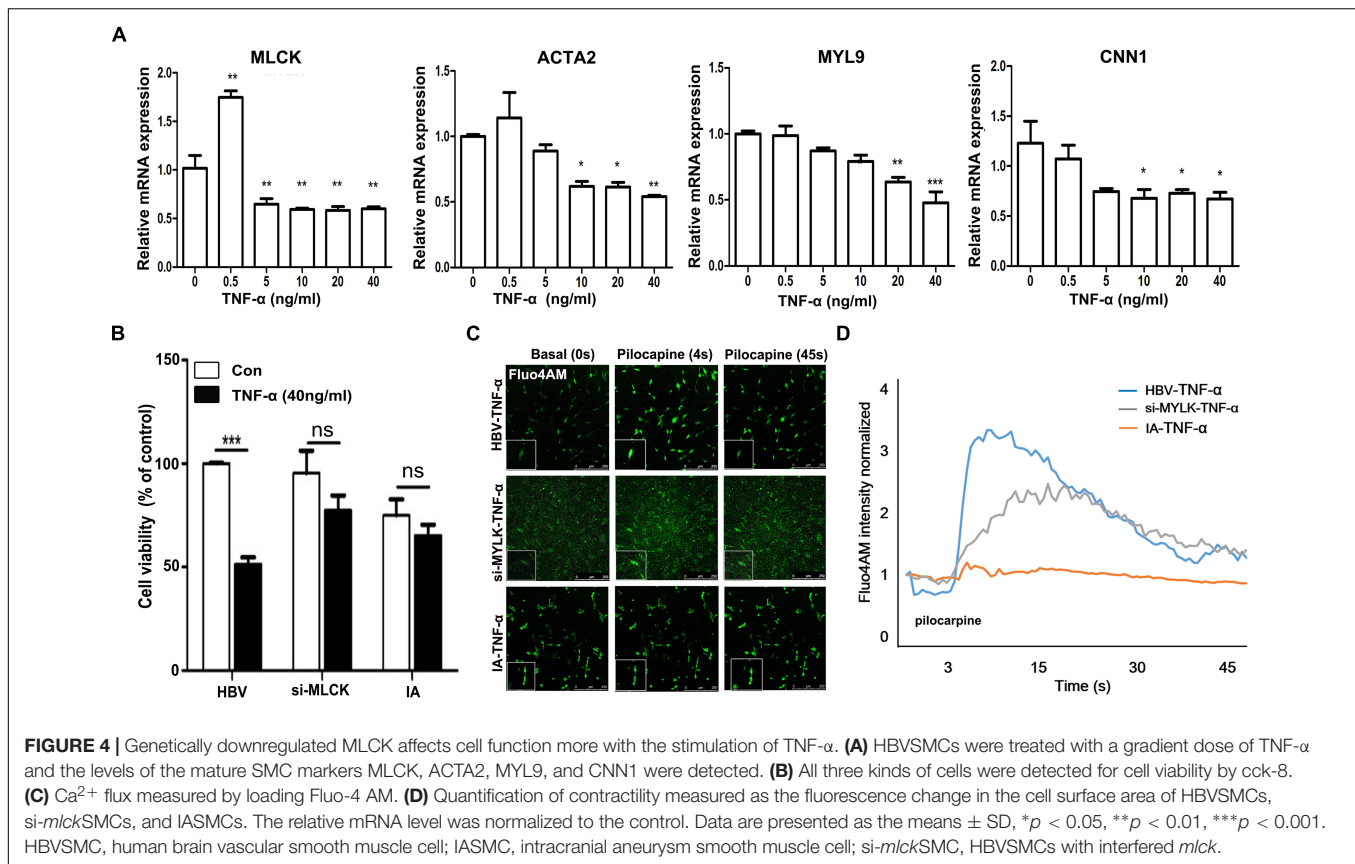 A
MLCK
Relative mRNA expression
2.0
1.5
1.0
0.5
0.0
**
**
**
**
**
0 0.5 5 10 20 40
TNF-α (ng/ml)
ACTA2
Relative mRNA expression
1.5
1.0
0.5
0.0
*
*
**
0 0.5 5 10 20 40
TNF-α (ng/ml)
MYL9
Relative mRNA expression
1.5
1.0
0.5
0.0
**
***
0 0.5 5 10 20 40
TNF-α (ng/ml)
CNN1
Relative mRNA expression
2.0
1.5
1.0
0.5
0.0
*
*
*
0 0.5 5 10 20 40
TNF-α (ng/ml)
B
Cell viability (% of control)
150
100
50
0
Con
TNF-α (40ng/ml)
***
ns
ns
HBV si-MLCK IA
C
Basal (0s) Pilocapine (4s) Pilocapine (45s)
Fluo4AM
HBV-TNF-α
si-MYLK-TNF-α
IA-TNF-α
D
Fluo4AM intensity normalized
4
3
2
1
0
HBV-TNF-α
si-MYLK-TNF-α
IA-TNF-α
pilocarpine
3 15 30 45
Time (s)
FIGURE 4 | Genetically downregulated MLCK affects cell function more with the stimulation of TNF-α. (A) HBVSMCs were treated with a gradient dose of TNF-α
and the levels of the mature SMC markers MLCK, ACTA2, MYL9, and CNN1 were detected. (B) All three kinds of cells were detected for cell viability by cck-8.
(C) Ca2+ flux measured by loading Fluo-4 AM. (D) Quantification of contractility measured as the fluorescence change in the cell surface area of HBVSMCs,
si-mlckSMCs, and IASMCs. The relative mRNA level was normalized to the control. Data are presented as the means ± SD, *p < 0.05, **p < 0.01, ***p < 0.001.
HBVSMC, human brain vascular smooth muscle cell; IASMC, intracranial aneurysm smooth muscle cell; si-mlckSMC, HBVSMCs with interfered mlck.